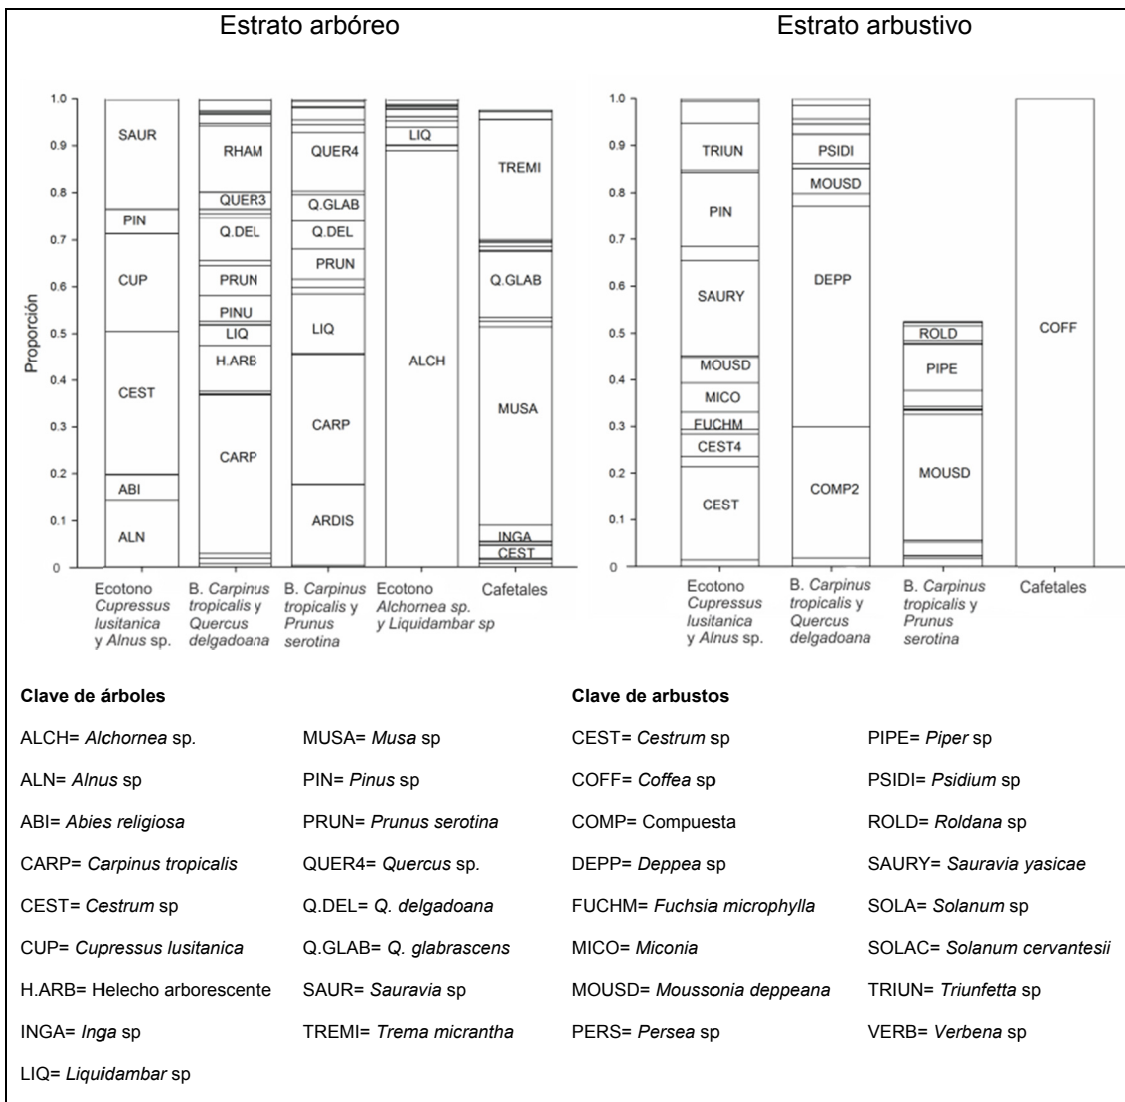 Estrato arbóreo
Estrato arbustivo
Proporción
1.0
0.9
0.8
0.7
0.6
0.5
0.4
0.3
0.2
0.1
0
SAUR
PIN
CUP
CEST
ABI
ALN
RHAM
QUER3
Q.DEL
PRUN
PINU
LIQ
H.ARB
CARP
QUER4
Q.GLAB
Q.DEL
PRUN
LIQ
CARP
ARDIS
LIQ
ALCH
TREMI
Q.GLAB
MUSA
INGA
CEST
Ecotono
Cupressus
lusitanica
y Alnus sp.
B. Carpinus
tropicalis y
Quercus
delgadoana
B. Carpinus
tropicalis y
Prunus
serotina
Ecotono
Alchornea sp.
y Liquidambar sp
Cafetales
1.0
0.9
0.8
0.7
0.6
0.5
0.4
0.3
0.2
0.1
0
TRIUN
PIN
SAURY
MOUSD
MICO
FUCHM
CEST4
CEST
PSIDI
MOUSD
DEPP
COMP2
ROLD
PIPE
MOUSD
COFF
Ecotono
Cupressus
lusitanica
y Alnus sp.
B. Carpinus
tropicalis y
Quercus
delgadoana
B. Carpinus
tropicalis y
Prunus
serotina
Cafetales
Clave de árboles
ALCH= Alchornea sp.
ALN= Alnus sp
ABI= Abies religiosa
CARP= Carpinus tropicalis
CEST= Cestrum sp
CUP= Cupressus lusitanica
H.ARB= Helecho arborescente
INGA= Inga sp
LIQ= Liquidambar sp
MUSA= Musa sp
PIN= Pinus sp
PRUN= Prunus serotina
QUER4= Quercus sp.
Q.DEL= Q. delgadoana
Q.GLAB= Q. glabrascens
SAUR= Sauravia sp
TREMI= Trema micrantha
Clave de arbustos
CEST= Cestrum sp
COFF= Coffea sp
COMP= Compuesta
DEPP= Deppea sp
FUCHM= Fuchsia microphylla
MICO= Miconia
MOUSD= Moussonia deppeana
PERS= Persea sp
PIPE= Piper sp
PSIDI= Psidium sp
ROLD= Roldana sp
SAURY= Sauravia yasicae
SOLA= Solanum sp
SOLAC= Solanum cervantesii
TRIUN= Triunfetta sp
VERB= Verbena sp